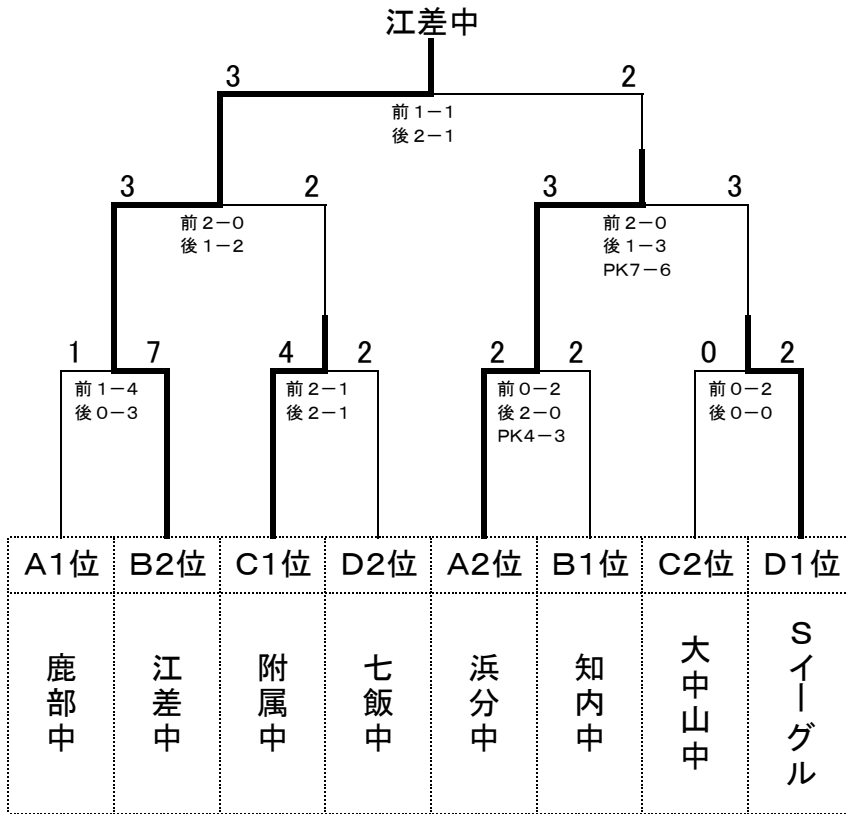 江差中
3 2
前1－1
後2－1
3 2 3 3
前2－0
後1－2
前2－0
後1－3
PK7－6
1 7 4 2 2 2 0 2
前1－4
後0－3
前2－1
後2－1
前0－2
後2－0
PK4－3
前0－2
後0－0
A1位 B2位 C1位 D2位 A2位 B1位 C2位 D1位
鹿部中
江差中
附属中
七飯中
浜分中
知内中
大中山中
Sイーグル